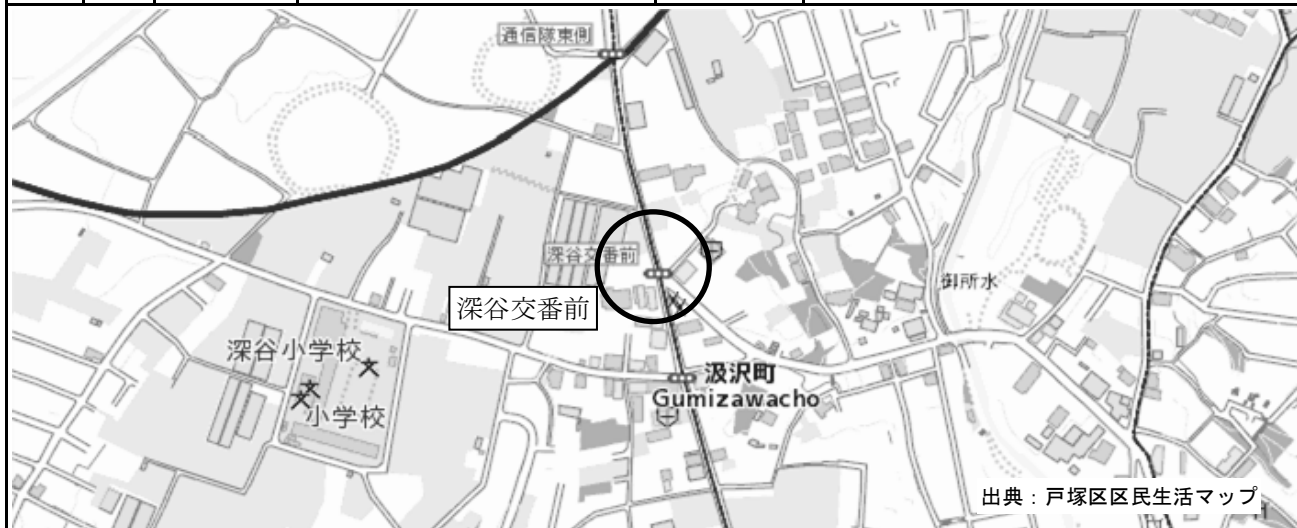 通信隊東側
深谷交番前
深谷交番前
御所水
深谷小学校
小学校
汲沢町
Gumizawacho
出典：戸塚区区民生活マップ